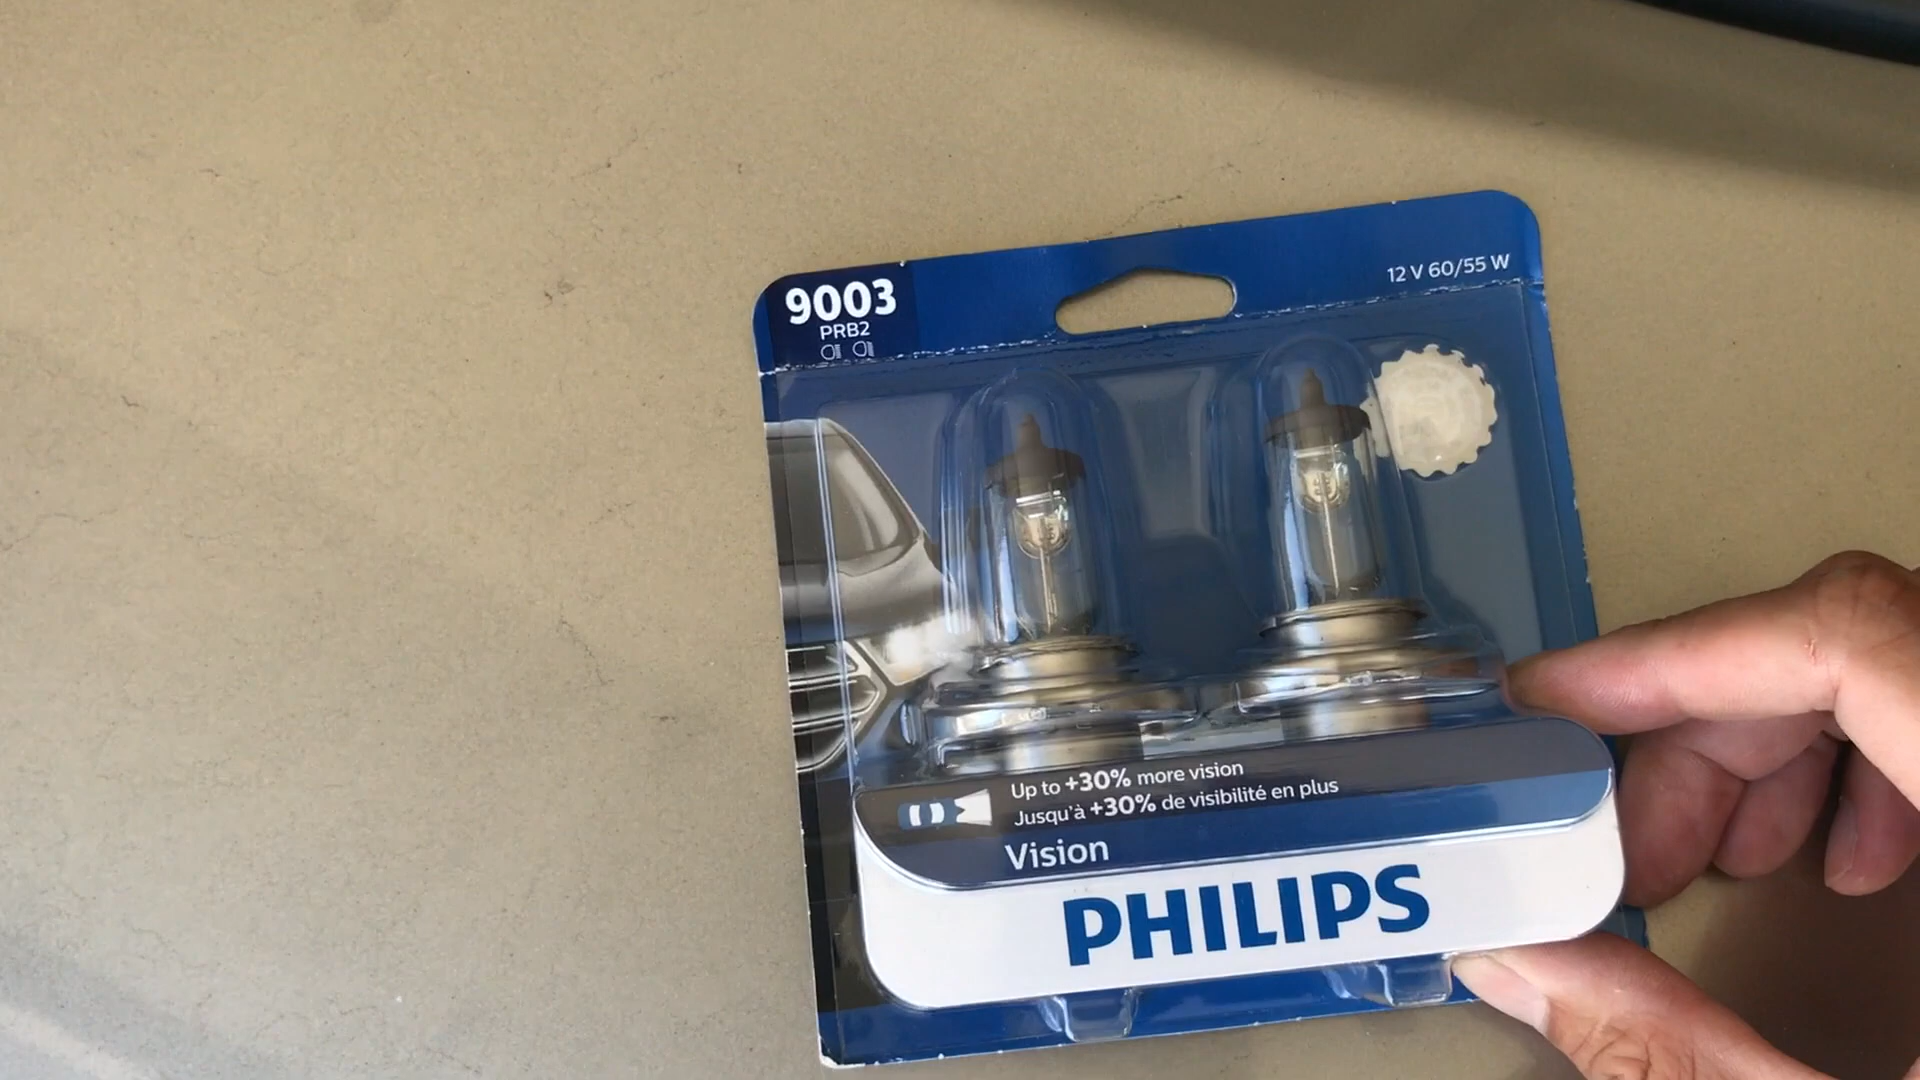 9003
PRB2
12 V 60/55 W
Up to +30% more vision
Jusqu'à +30% de visibilité en plus
Vision
PHILIPS